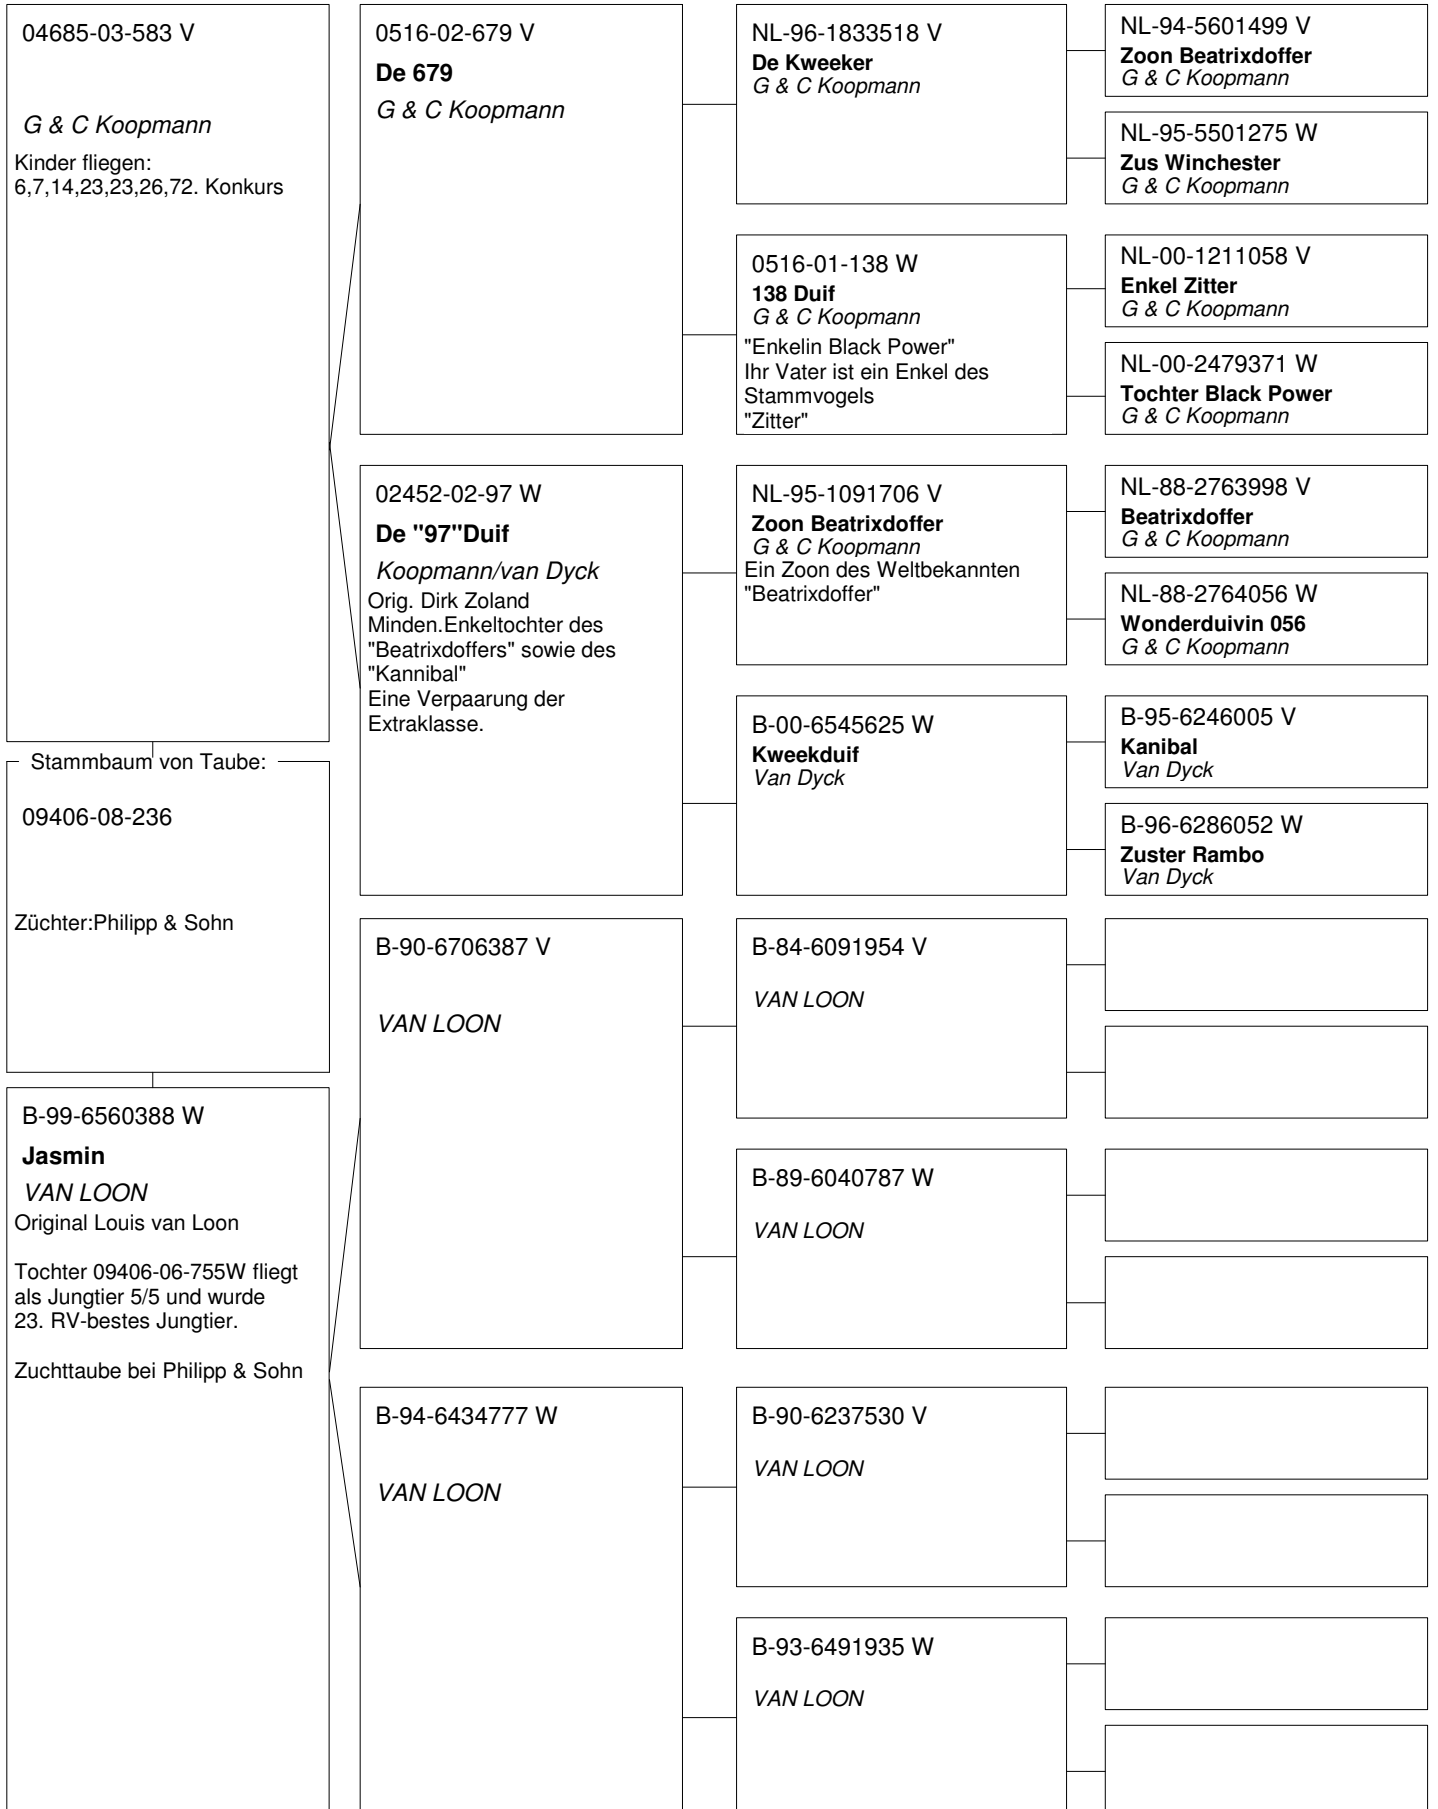 04685-03-583 V
G & C Koopmann
Kinder fliegen:
6,7,14,23,23,26,72. Konkurs
Stammbaum von Taube:
09406-08-236
Züchter:Philipp & Sohn
B-99-6560388 W
Jasmin
VAN LOON
Original Louis van Loon
Tochter 09406-06-755W fliegt
als Jungtier 5/5 und wurde
23. RV-bestes Jungtier.
Zuchttaube bei Philipp & Sohn
0516-02-679 V
De 679
G & C Koopmann
02452-02-97 W
De "97"Duif
Koopmann/van Dyck
Orig. Dirk Zoland
Minden.Enkeltochter des
"Beatrixdoffers" sowie des
"Kannibal"
Eine Verpaarung der
Extraklasse.
B-90-6706387 V
VAN LOON
B-94-6434777 W
VAN LOON
NL-96-1833518 V
De Kweeker
G & C Koopmann
0516-01-138 W
138 Duif
G & C Koopmann
"Enkelin Black Power"
Ihr Vater ist ein Enkel des
Stammvogels
"Zitter"
NL-95-1091706 V
Zoon Beatrixdoffer
G & C Koopmann
Ein Zoon des Weltbekannten
"Beatrixdoffer"
B-00-6545625 W
Kweekduif
Van Dyck
B-84-6091954 V
VAN LOON
B-89-6040787 W
VAN LOON
B-90-6237530 V
VAN LOON
B-93-6491935 W
VAN LOON
NL-94-5601499 V
Zoon Beatrixdoffer
G & C Koopmann
NL-95-5501275 W
Zus Winchester
G & C Koopmann
NL-00-1211058 V
Enkel Zitter
G & C Koopmann
NL-00-2479371 W
Tochter Black Power
G & C Koopmann
NL-88-2763998 V
Beatrixdoffer
G & C Koopmann
NL-88-2764056 W
Wonderduivin 056
G & C Koopmann
B-95-6246005 V
Kanibal
Van Dyck
B-96-6286052 W
Zuster Rambo
Van Dyck